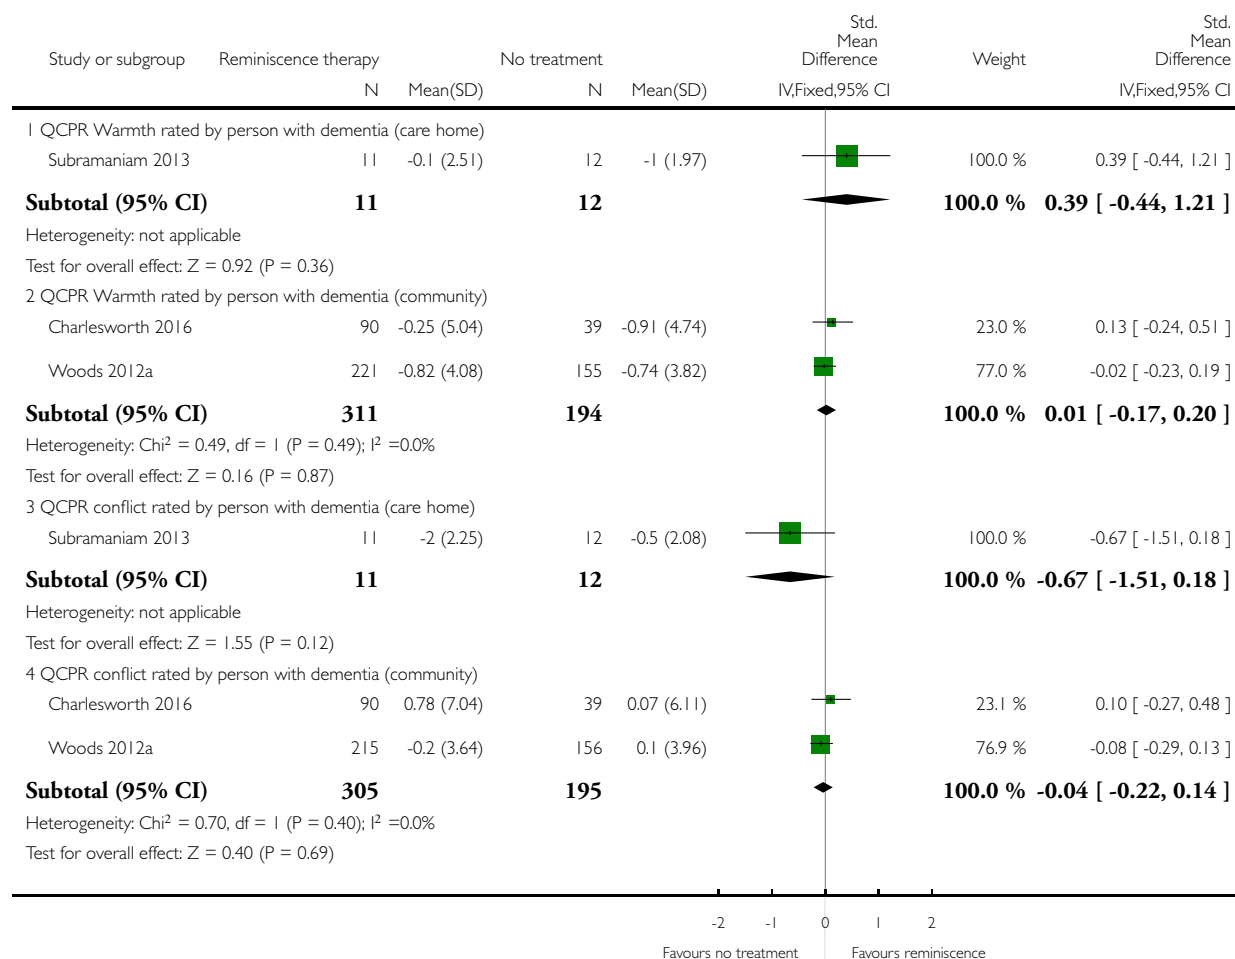 Std. Mean Difference
Std. Mean Difference
Study or subgroup Reminiscence therapy No treatment Weight
N Mean(SD) N Mean(SD) IV,Fixed,95% CI IV,Fixed,95% CI
1 QCPR Warmth rated by person with dementia (care home)
Subramaniam 2013 11 -0.1 (2.51) 12 -1 (1.97) 100.0 % 0.39 [ -0.44, 1.21 ]
Subtotal (95% CI) 11 12 100.0 % 0.39 [ -0.44, 1.21 ]
Heterogeneity: not applicable
Test for overall effect: Z = 0.92 (P = 0.36)
2 QCPR Warmth rated by person with dementia (community)
Charlesworth 2016 90 -0.25 (5.04) 39 -0.91 (4.74) 23.0 % 0.13 [ -0.24, 0.51 ]
Woods 2012a 221 -0.82 (4.08) 155 -0.74 (3.82) 77.0 % -0.02 [ -0.23, 0.19 ]
Subtotal (95% CI) 311 194 100.0 % 0.01 [ -0.17, 0.20 ]
Heterogeneity: Chi² = 0.49, df = 1 (P = 0.49); I² =0.0%
Test for overall effect: Z = 0.16 (P = 0.87)
3 QCPR conflict rated by person with dementia (care home)
Subramaniam 2013 11 -2 (2.25) 12 -0.5 (2.08) 100.0 % -0.67 [ -1.51, 0.18 ]
Subtotal (95% CI) 11 12 100.0 % -0.67 [ -1.51, 0.18 ]
Heterogeneity: not applicable
Test for overall effect: Z = 1.55 (P = 0.12)
4 QCPR conflict rated by person with dementia (community)
Charlesworth 2016 90 0.78 (7.04) 39 0.07 (6.11) 23.1 % 0.10 [ -0.27, 0.48 ]
Woods 2012a 215 -0.2 (3.64) 156 0.1 (3.96) 76.9 % -0.08 [ -0.29, 0.13 ]
Subtotal (95% CI) 305 195 100.0 % -0.04 [ -0.22, 0.14 ]
Heterogeneity: Chi² = 0.70, df = 1 (P = 0.40); I² =0.0%
Test for overall effect: Z = 0.40 (P = 0.69)
-2 -1 0 1 2
Favours no treatment Favours reminiscence